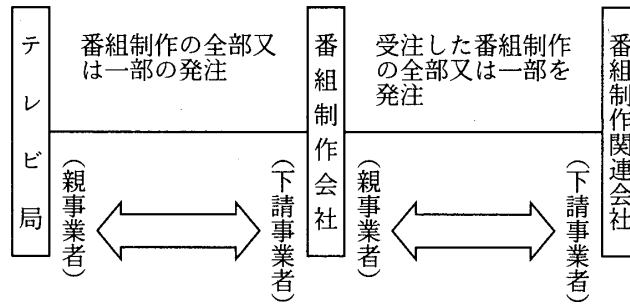 テレビ局
番組制作の全部又
は一部の発注
番組制作会社
受注した番組制作
の全部又は一部を
発注
番組制作関連会社
（親事業者）
（下請事業者）
（親事業者）
（下請事業者）